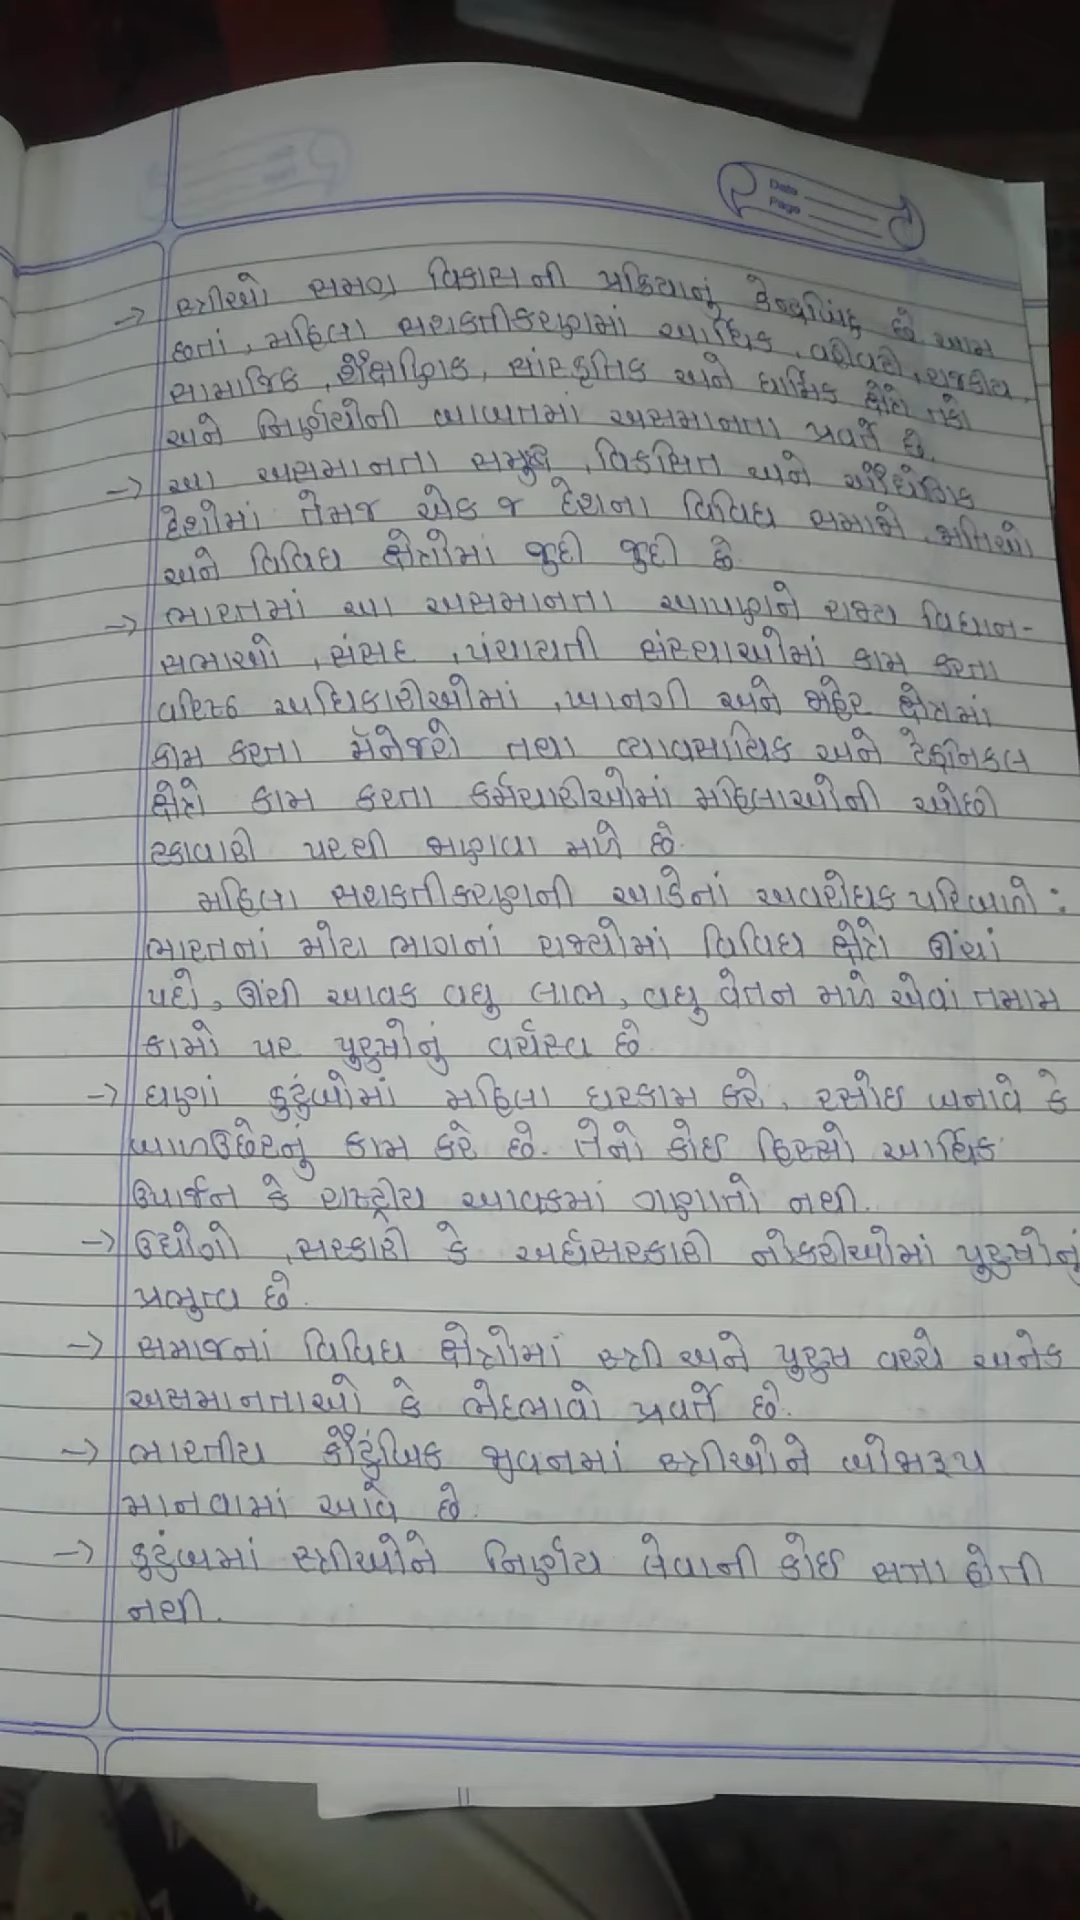 Date
Page
→ સ્ત્રીઓ સમગ્ર વિકાસની પ્રક્રિયાનું કેન્દ્રબિંદુ છે આમ
છતાં, મહિલા સશક્તીકરણમાં આર્થિક, વહીવટી, રાજકીય,
સામાજિક, શૈક્ષણિક, સાંસ્કૃતિક અને ધાર્મિક ક્ષેત્રે તકો
અને નિર્ણયોની બાબતમાં અસમાનતા પ્રવર્તે છે.
→ આ અસમાનતા સમૃદ્ધ, વિકસિત અને ઔદ્યોગિક
દેશોમાં તેમજ એક જ દેશના વિવિધ સમાજો, જાતિઓ
અને વિવિધ ક્ષેત્રોમાં જુદી જુદી છે.
→ ભારતમાં આ અસમાનતા આપણને રાજ્ય વિધાન-
સભાઓ, સંસદ, પંચાયતી સંસ્થાઓમાં કામ કરતા
વરિષ્ઠ અધિકારીઓમાં, ખાનગી અને જાહેર ક્ષેત્રમાં
કામ કરતા મૅનેજરો તથા વ્યાવસાયિક અને ટેક્નિકલ
ક્ષેત્રે કામ કરતા કર્મચારીઓમાં મહિલાઓની ઓછી
ટકાવારી પરથી જાણવા મળે છે.
મહિલા સશક્તીકરણની આડેનાં અવરોધક પરિબળો :
ભારતનાં મોટા ભાગનાં રાજ્યોમાં વિવિધ ક્ષેત્રે ઊંચાં
પદો, ઊંચી આવક વધુ લાભ, વધુ વેતન મળે એવાં તમામ
કામો પર પુરુષોનું વર્ચસ્વ છે.
→ ઘણાં કુટુંબોમાં મહિલા ઘરકામ કરે, રસોઈ બનાવે કે
બાળઉછેરનું કામ કરે છે. તેનો કોઈ હિસ્સો આર્થિક
ઉપાર્જન કે રાષ્ટ્રીય આવકમાં ગણાતો નથી.
→ ઉદ્યોગો, સરકારી કે અર્ધસરકારી નોકરીઓમાં પુરુષોનું
પ્રભુત્વ છે.
→ સમાજનાં વિવિધ ક્ષેત્રોમાં સ્ત્રી અને પુરુષ વચ્ચે અનેક
અસમાનતાઓ કે ભેદભાવો પ્રવર્તે છે.
→ ભારતીય કૌટુંબિક જીવનમાં સ્ત્રીઓને બોજારૂપ
માનવામાં આવે છે.
→ કુટુંબમાં સ્ત્રીઓને નિર્ણય લેવાની કોઈ સત્તા હોતી
નથી.